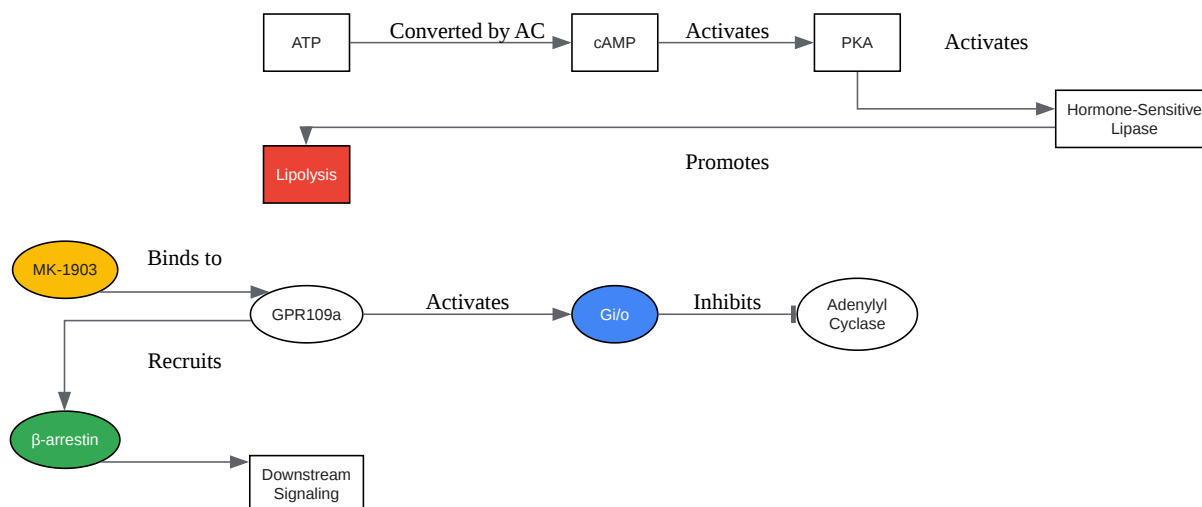 ATP
Converted by AC
cAMP
Activates
PKA
Activates
Hormone-Sensitive
Lipase
Promotes
Lipolysis
MK-1903
Binds to
GPR109a
Activates
Gi/o
Inhibits
Adenylyl
Cyclase
Recruits
β-arrestin
Downstream
Signaling